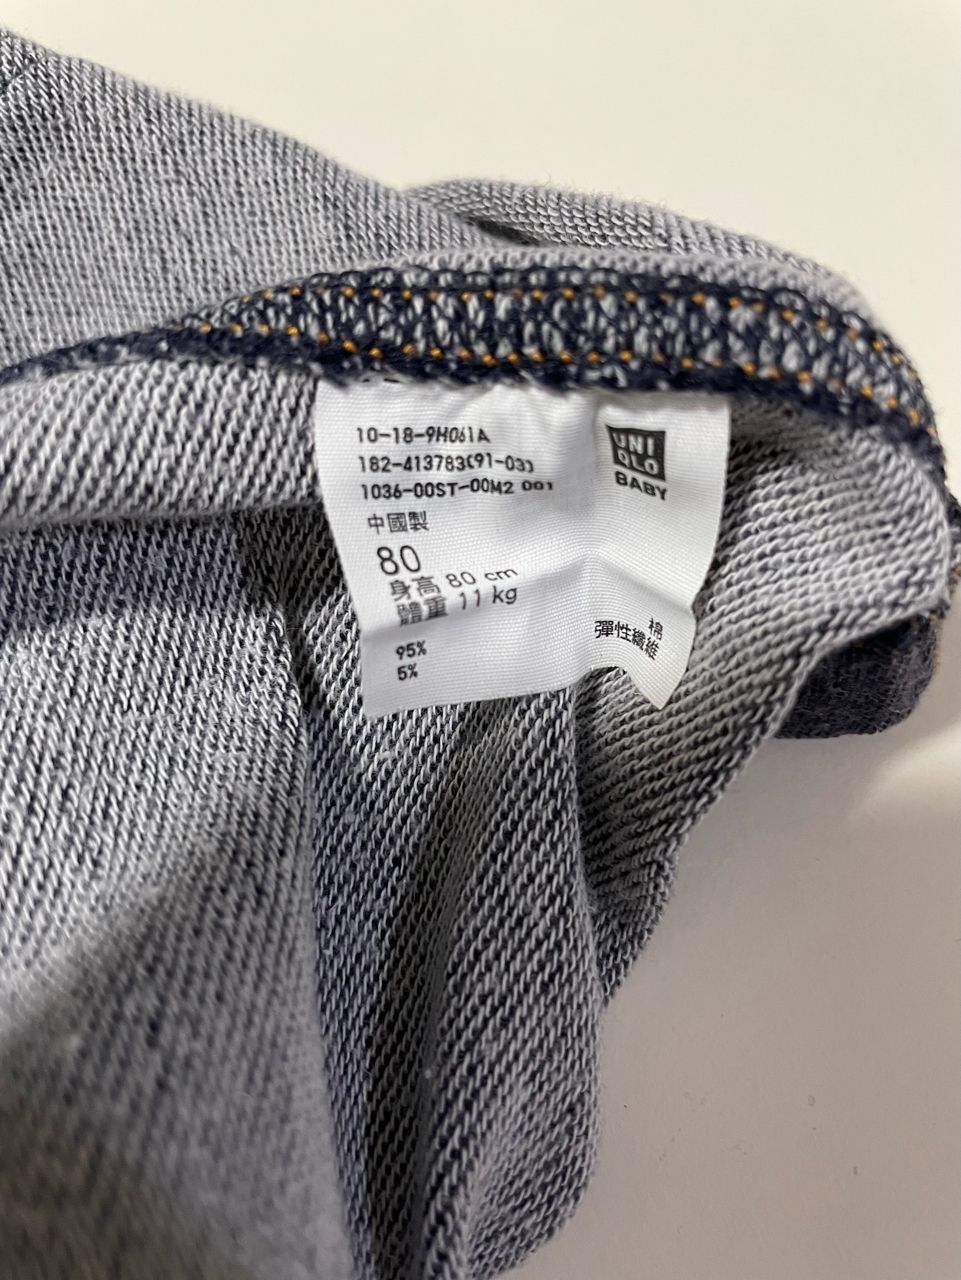 10-18-9H061A
182-413783(91-03)
1036-00ST-00M2 001
UNI
QLO
BABY
中國製
80
身高 80 cm
體重 11 kg
95% 棉
5% 彈性纖維